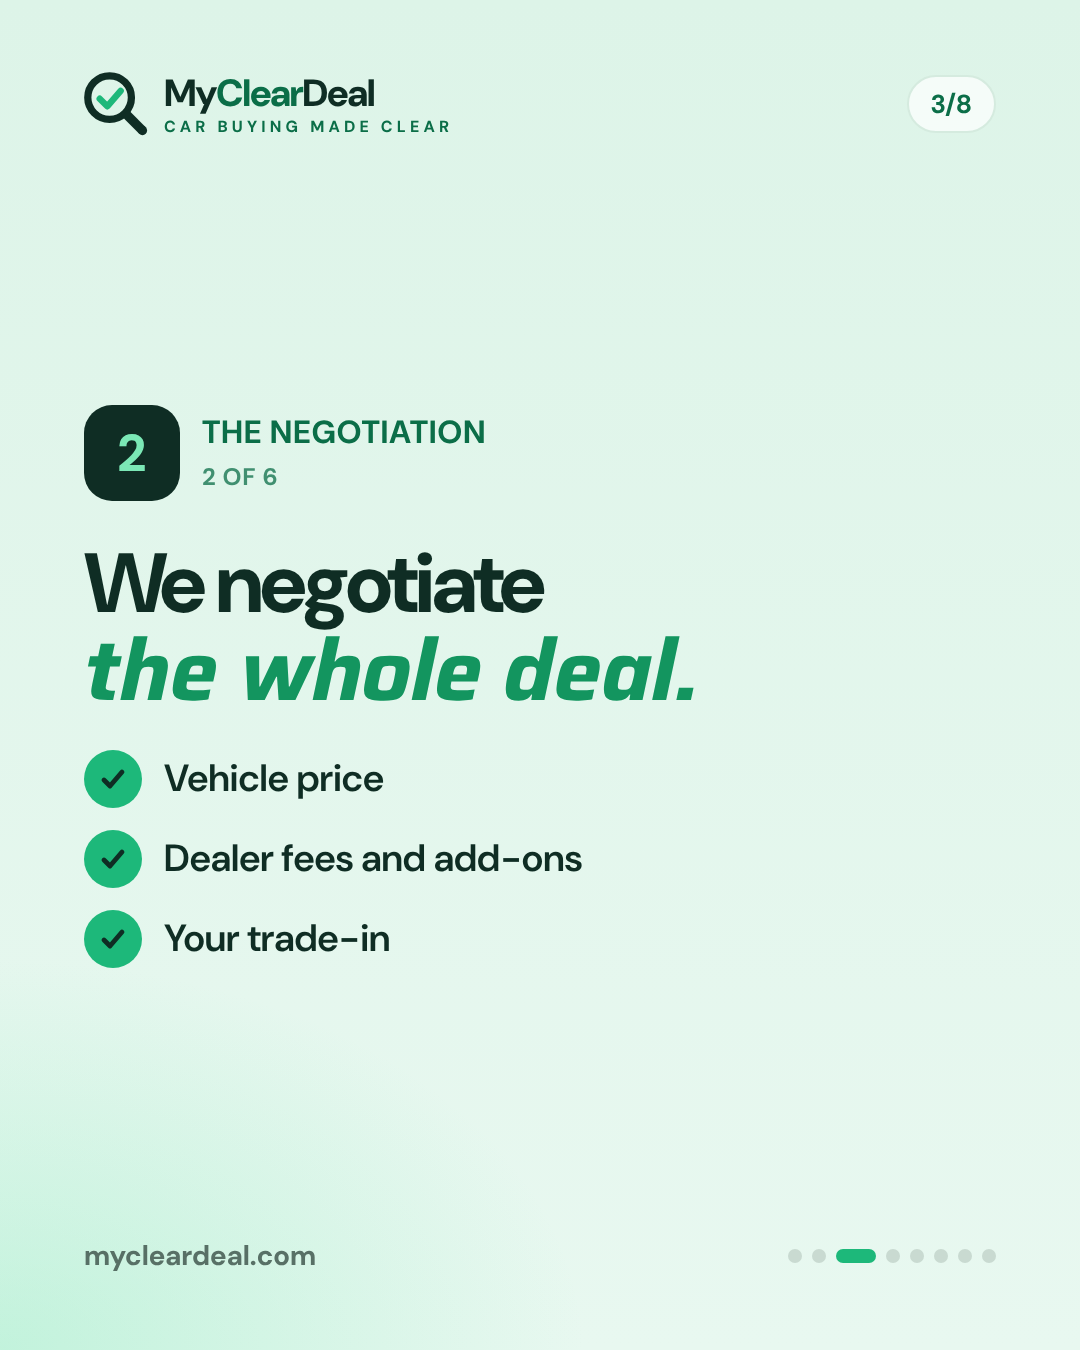 MyClearDeal
CAR BUYING MADE CLEAR
3/8
2
THE NEGOTIATION
2 OF 6
We negotiate
the whole deal.
Vehicle price
Dealer fees and add-ons
Your trade-in
mycleardeal.com